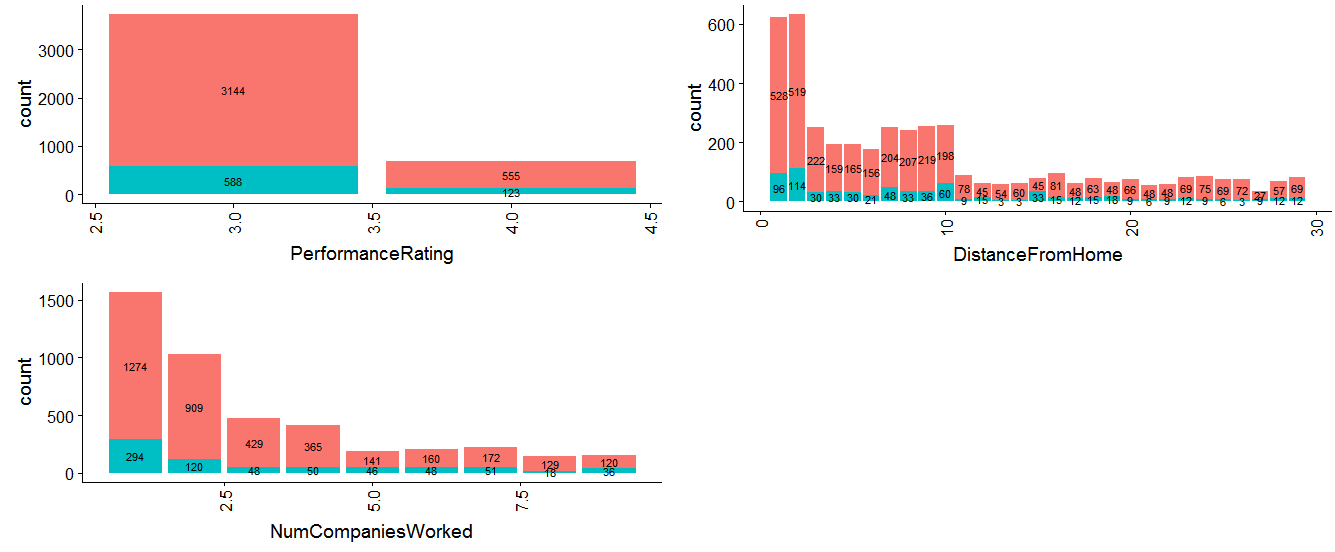 count
3000
2000
1000
0
3144
588
555
123
2.5
3.0
3.5
4.0
4.5
PerformanceRating
count
600
400
200
0
528 519 222 159 165 156 204 207 219 198 78 45 54 60 45 81 48 63 48 66 48 48 69 75 69 72 27 57 69
96 114 30 33 30 21 48 33 36 60 9 15 3 3 33 15 12 15 18 9 6 9 12 9 6 3 9 12 12
0
10
20
30
DistanceFromHome
count
1500
1000
500
0
1274 909 429 365 141 160 172 129 120
294 120 48 50 46 48 51 18 36
2.5
5.0
7.5
NumCompaniesWorked